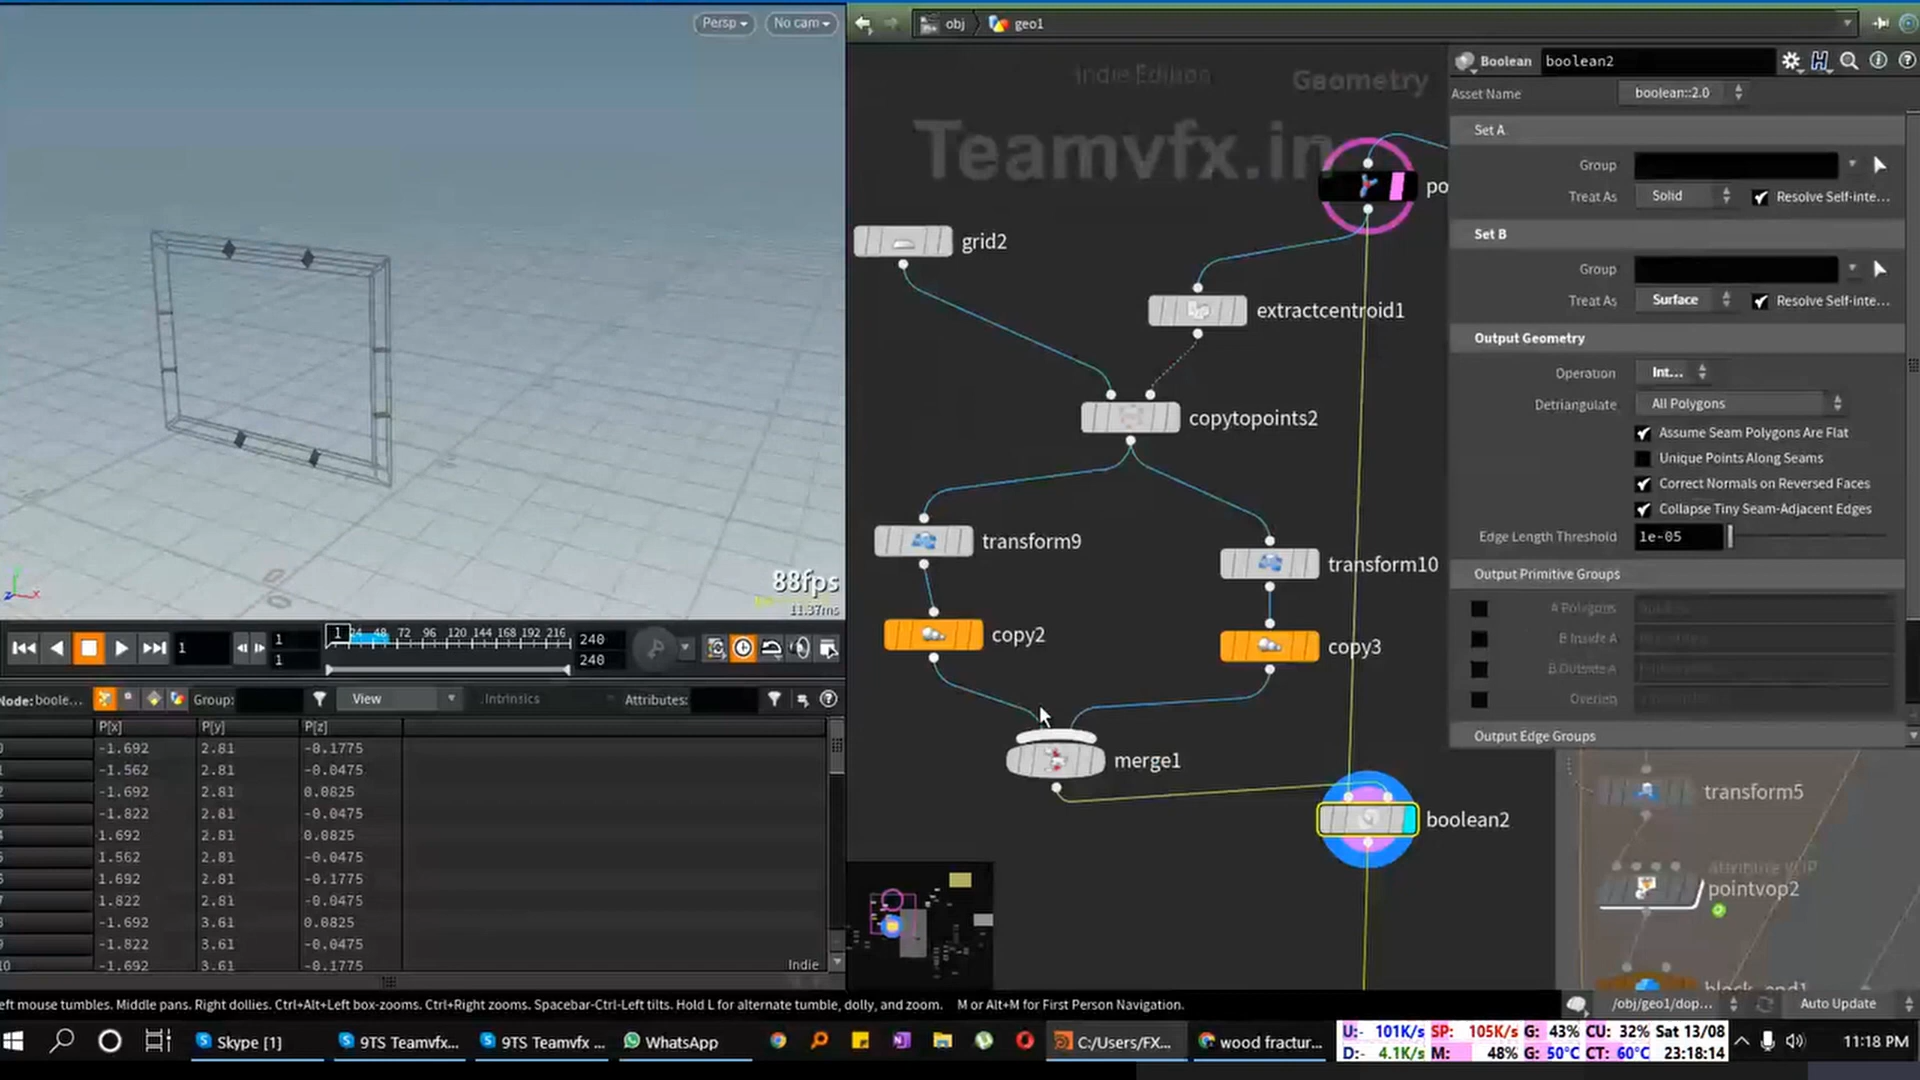 Persp
No cam
obj
geo1
Indie Edition
Geometry
Teamvfx.in
po
grid2
extractcentroid1
copytopoints2
transform9
transform10
copy2
copy3
merge1
boolean2
transform5
Attribute VOP
pointvop2
block_end1
Boolean
boolean2
Asset Name
boolean::2.0
Set A
Group
Treat As
Solid
Resolve Self-inte...
Set B
Group
Treat As
Surface
Resolve Self-inte...
Output Geometry
Operation
Int...
Detriangulate
All Polygons
Assume Seam Polygons Are Flat
Unique Points Along Seams
Correct Normals on Reversed Faces
Collapse Tiny Seam-Adjacent Edges
Edge Length Threshold
1e-05
Output Primitive Groups
A Polygons
B Inside A
B Outside A
Overlap
Output Edge Groups
88fps
11.37ms
1
1
1
1 24 48 72 96 120 144 168 192 216
240
240
Node: boole...
Group:
View
Intrinsics
Attributes:
P[x] P[y] P[z]
-1.692 2.81 -0.1775
-1.562 2.81 -0.0475
-1.692 2.81 0.0825
-1.822 2.81 -0.0475
1.692 2.81 0.0825
1.562 2.81 -0.0475
1.692 2.81 -0.1775
1.822 2.81 -0.0475
-1.692 3.61 0.0825
-1.822 3.61 -0.0475
-1.692 3.61 -0.1775
Indie
eft mouse tumbles. Middle pans. Right dollies. Ctrl+Alt+Left box-zooms. Ctrl+Right zooms. Spacebar-Ctrl-Left tilts. Hold L for alternate tumble, dolly, and zoom. M or Alt+M for First Person Navigation.
/obj/geo1/dop...
Auto Update
Skype [1]
9TS Teamvfx...
9TS Teamvfx ...
WhatsApp
C:/Users/FX...
wood fractur...
U:- 101K/s SP: 105K/s G: 43% CU: 32% Sat 13/08
D:- 4.1K/s M: 48% G: 50°C CT: 60°C 23:18:14
11:18 PM